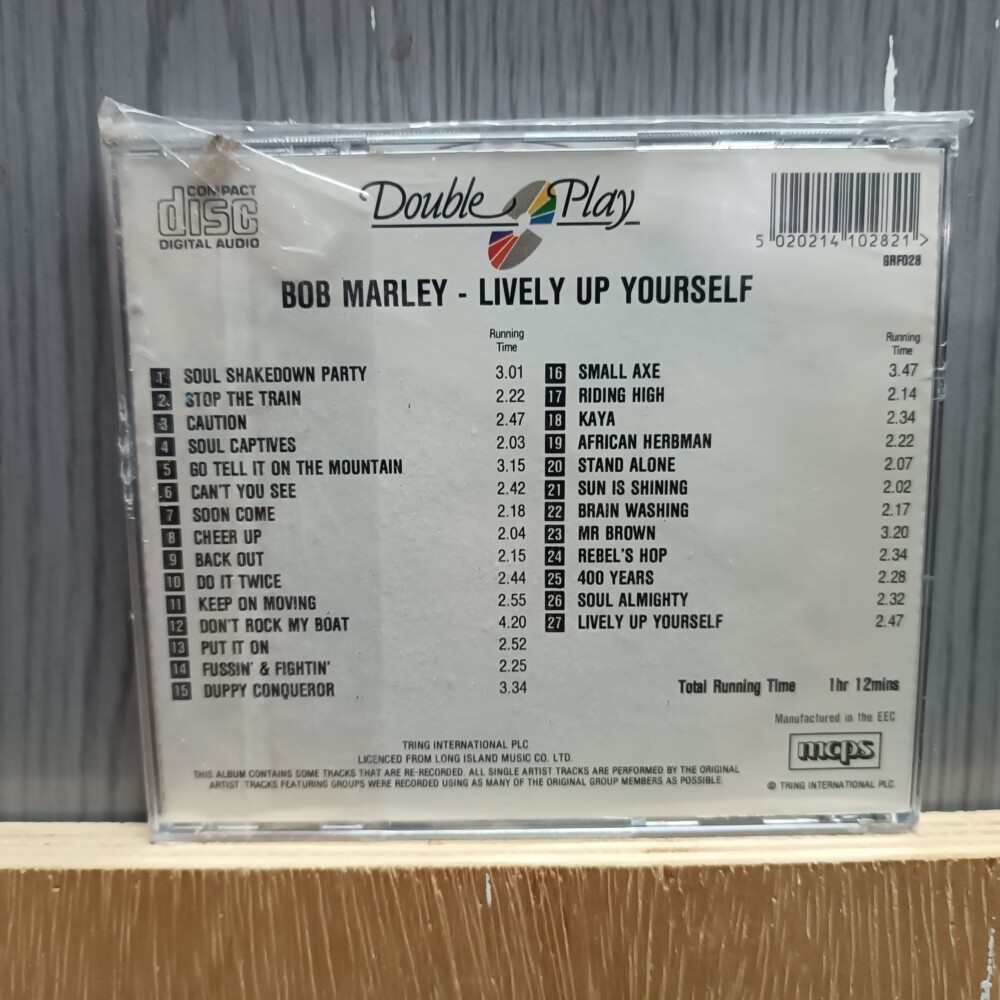 COMPACT
disc
DIGITAL AUDIO
Double Play
5 020214 102821 >
GRF028
BOB MARLEY - LIVELY UP YOURSELF
Running
Time
1 SOUL SHAKEDOWN PARTY 3.01
2 STOP THE TRAIN 2.22
3 CAUTION 2.47
4 SOUL CAPTIVES 2.03
5 GO TELL IT ON THE MOUNTAIN 3.15
6 CAN'T YOU SEE 2.42
7 SOON COME 2.18
8 CHEER UP 2.04
9 BACK OUT 2.15
10 DO IT TWICE 2.44
11 KEEP ON MOVING 2.55
12 DON'T ROCK MY BOAT 4.20
13 PUT IT ON 2.52
14 FUSSIN' & FIGHTIN' 2.25
15 DUPPY CONQUEROR 3.34
Running
Time
16 SMALL AXE 3.47
17 RIDING HIGH 2.14
18 KAYA 2.34
19 AFRICAN HERBMAN 2.22
20 STAND ALONE 2.07
21 SUN IS SHINING 2.02
22 BRAIN WASHING 2.17
23 MR BROWN 3.20
24 REBEL'S HOP 2.34
25 400 YEARS 2.28
26 SOUL ALMIGHTY 2.32
27 LIVELY UP YOURSELF 2.47
Total Running Time 1hr 12mins
Manufactured in the EEC
mcps
TRING INTERNATIONAL PLC
LICENCED FROM LONG ISLAND MUSIC CO. LTD.
THIS ALBUM CONTAINS SOME TRACKS THAT ARE RE-RECORDED. ALL SINGLE ARTIST TRACKS ARE PERFORMED BY THE ORIGINAL
ARTIST. TRACKS FEATURING GROUPS WERE RECORDED USING AS MANY OF THE ORIGINAL GROUP MEMBERS AS POSSIBLE.
© TRING INTERNATIONAL PLC